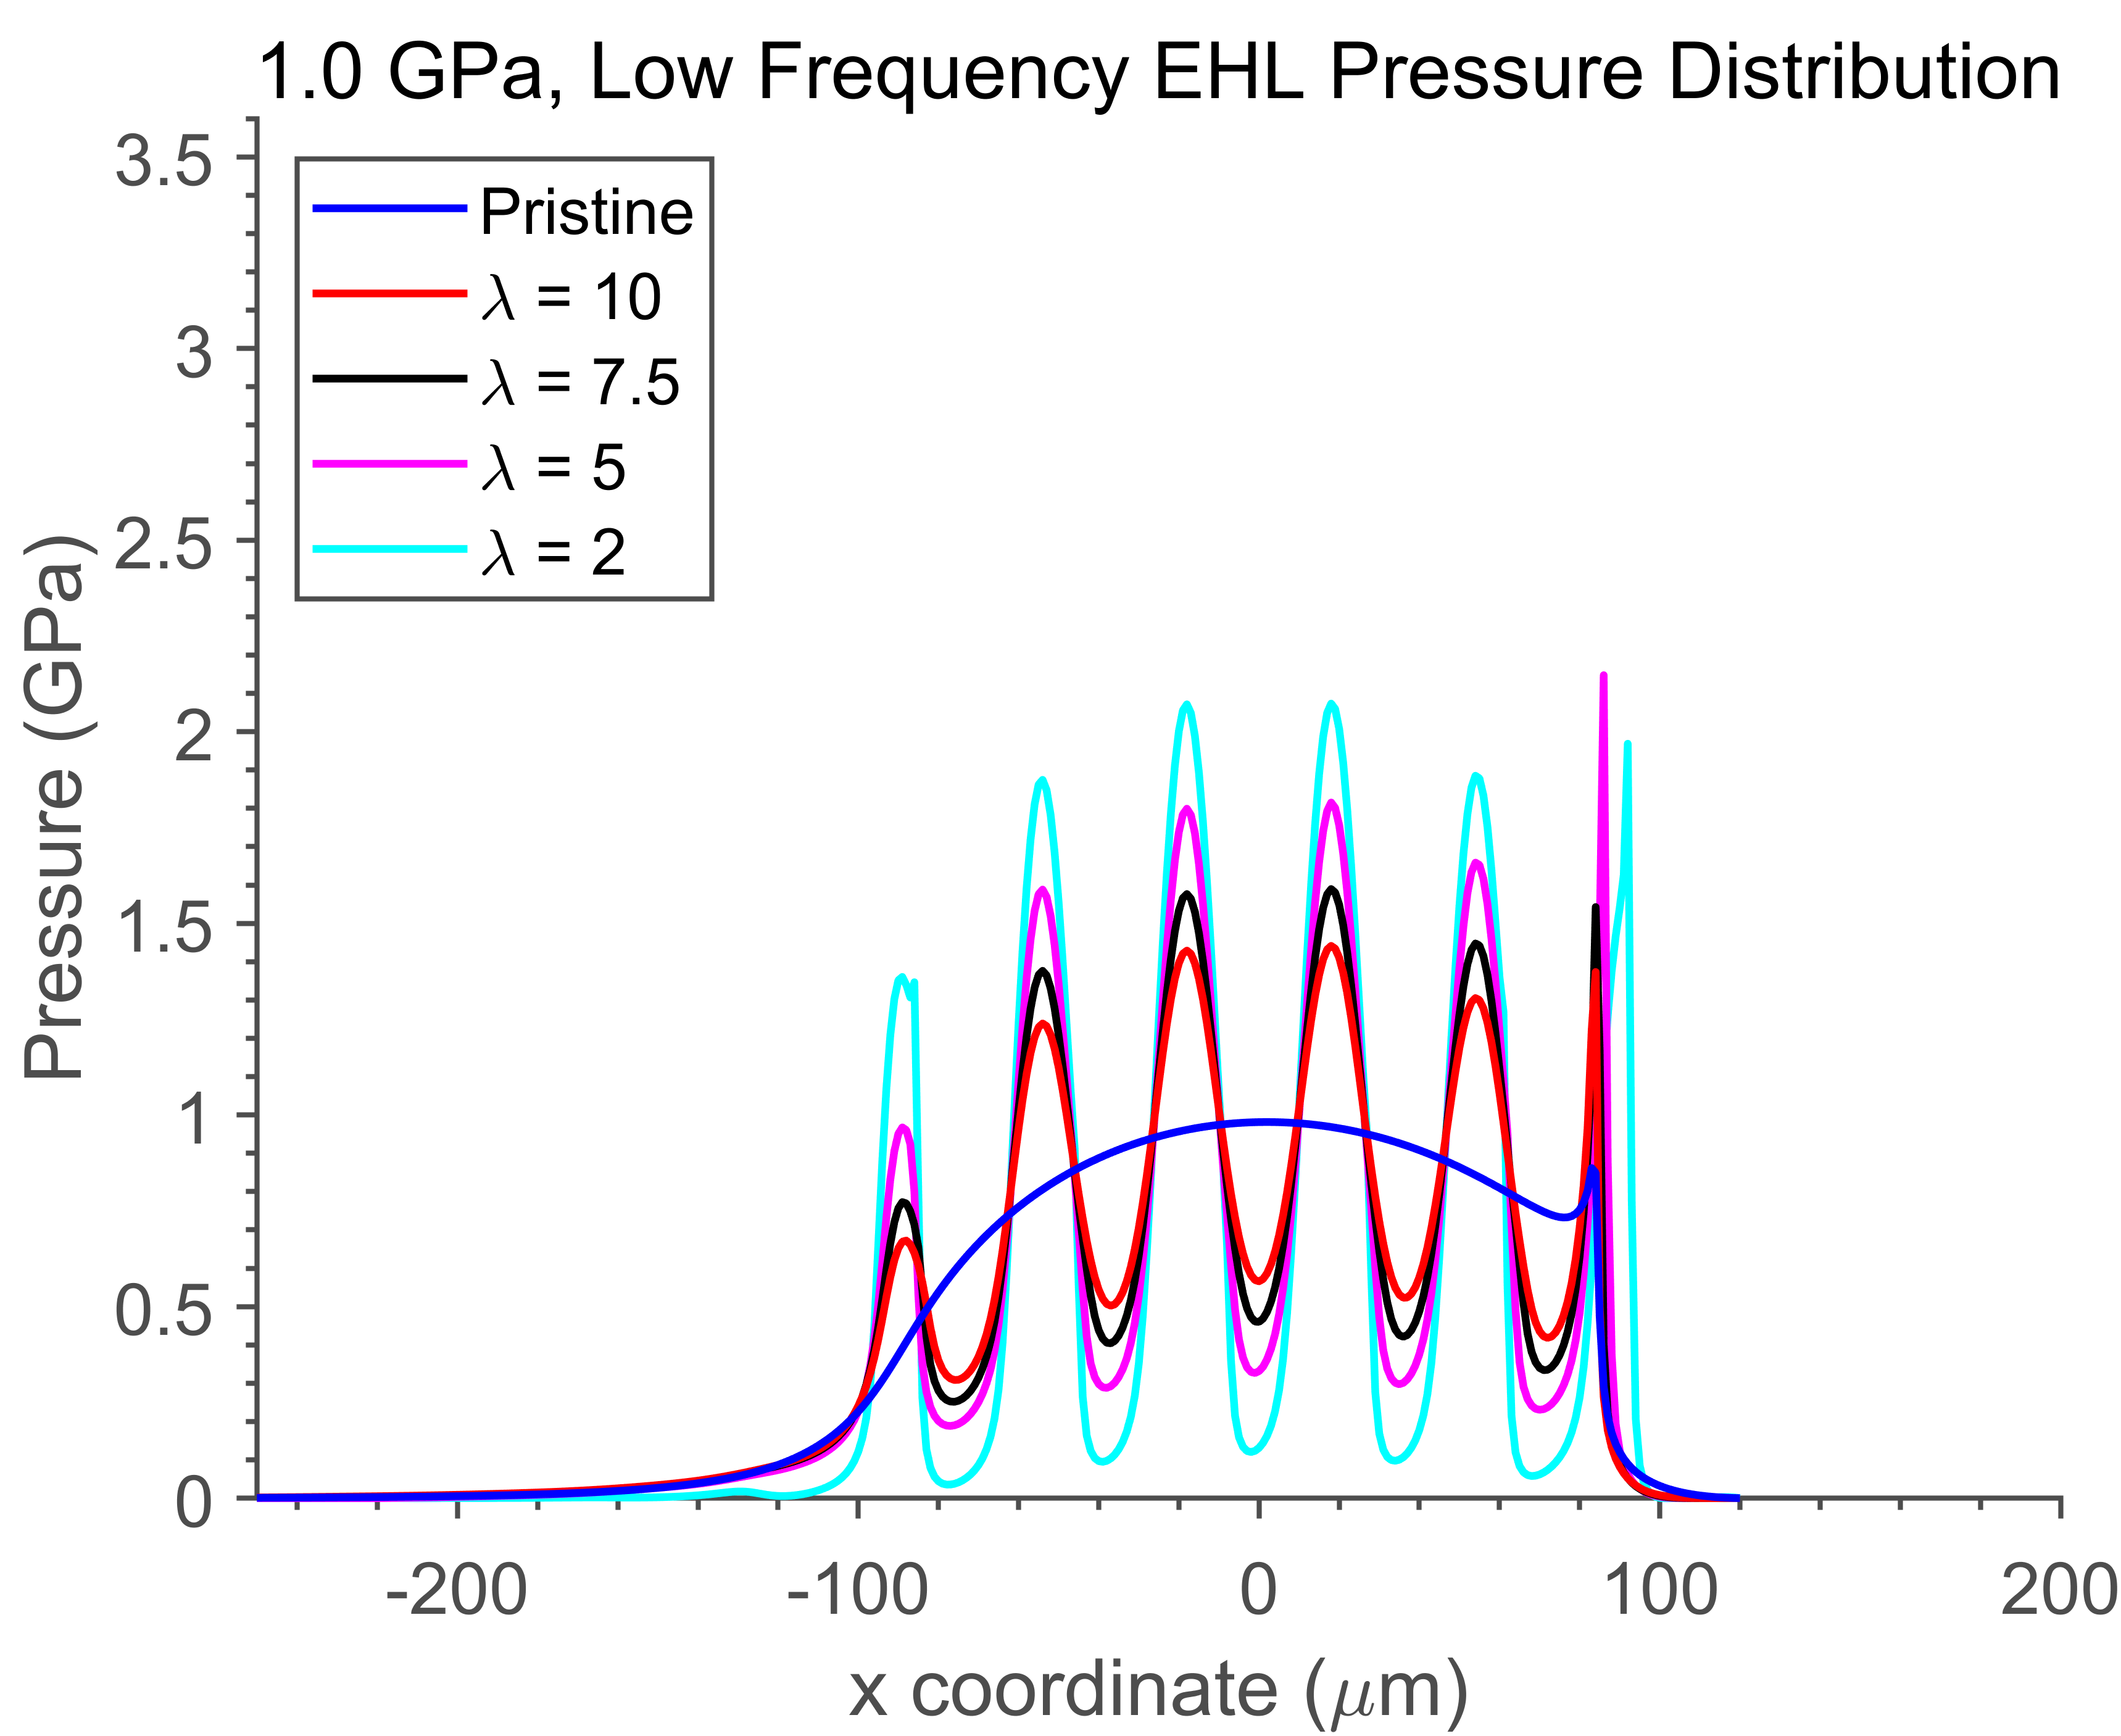 1.0 GPa, Low Frequency EHL Pressure Distribution
Pristine
λ = 10
λ = 7.5
λ = 5
λ = 2
Pressure (GPa)
3.5
3
2.5
2
1.5
1
0.5
0
-200
-100
0
100
200
x coordinate (μm)